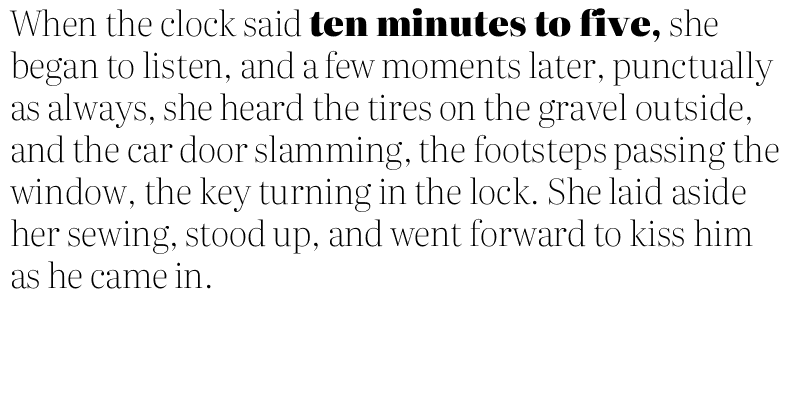 When the clock said ten minutes to five, she
began to listen, and a few moments later, punctually
as always, she heard the tires on the gravel outside,
and the car door slamming, the footsteps passing the
window, the key turning in the lock. She laid aside
her sewing, stood up, and went forward to kiss him
as he came in.